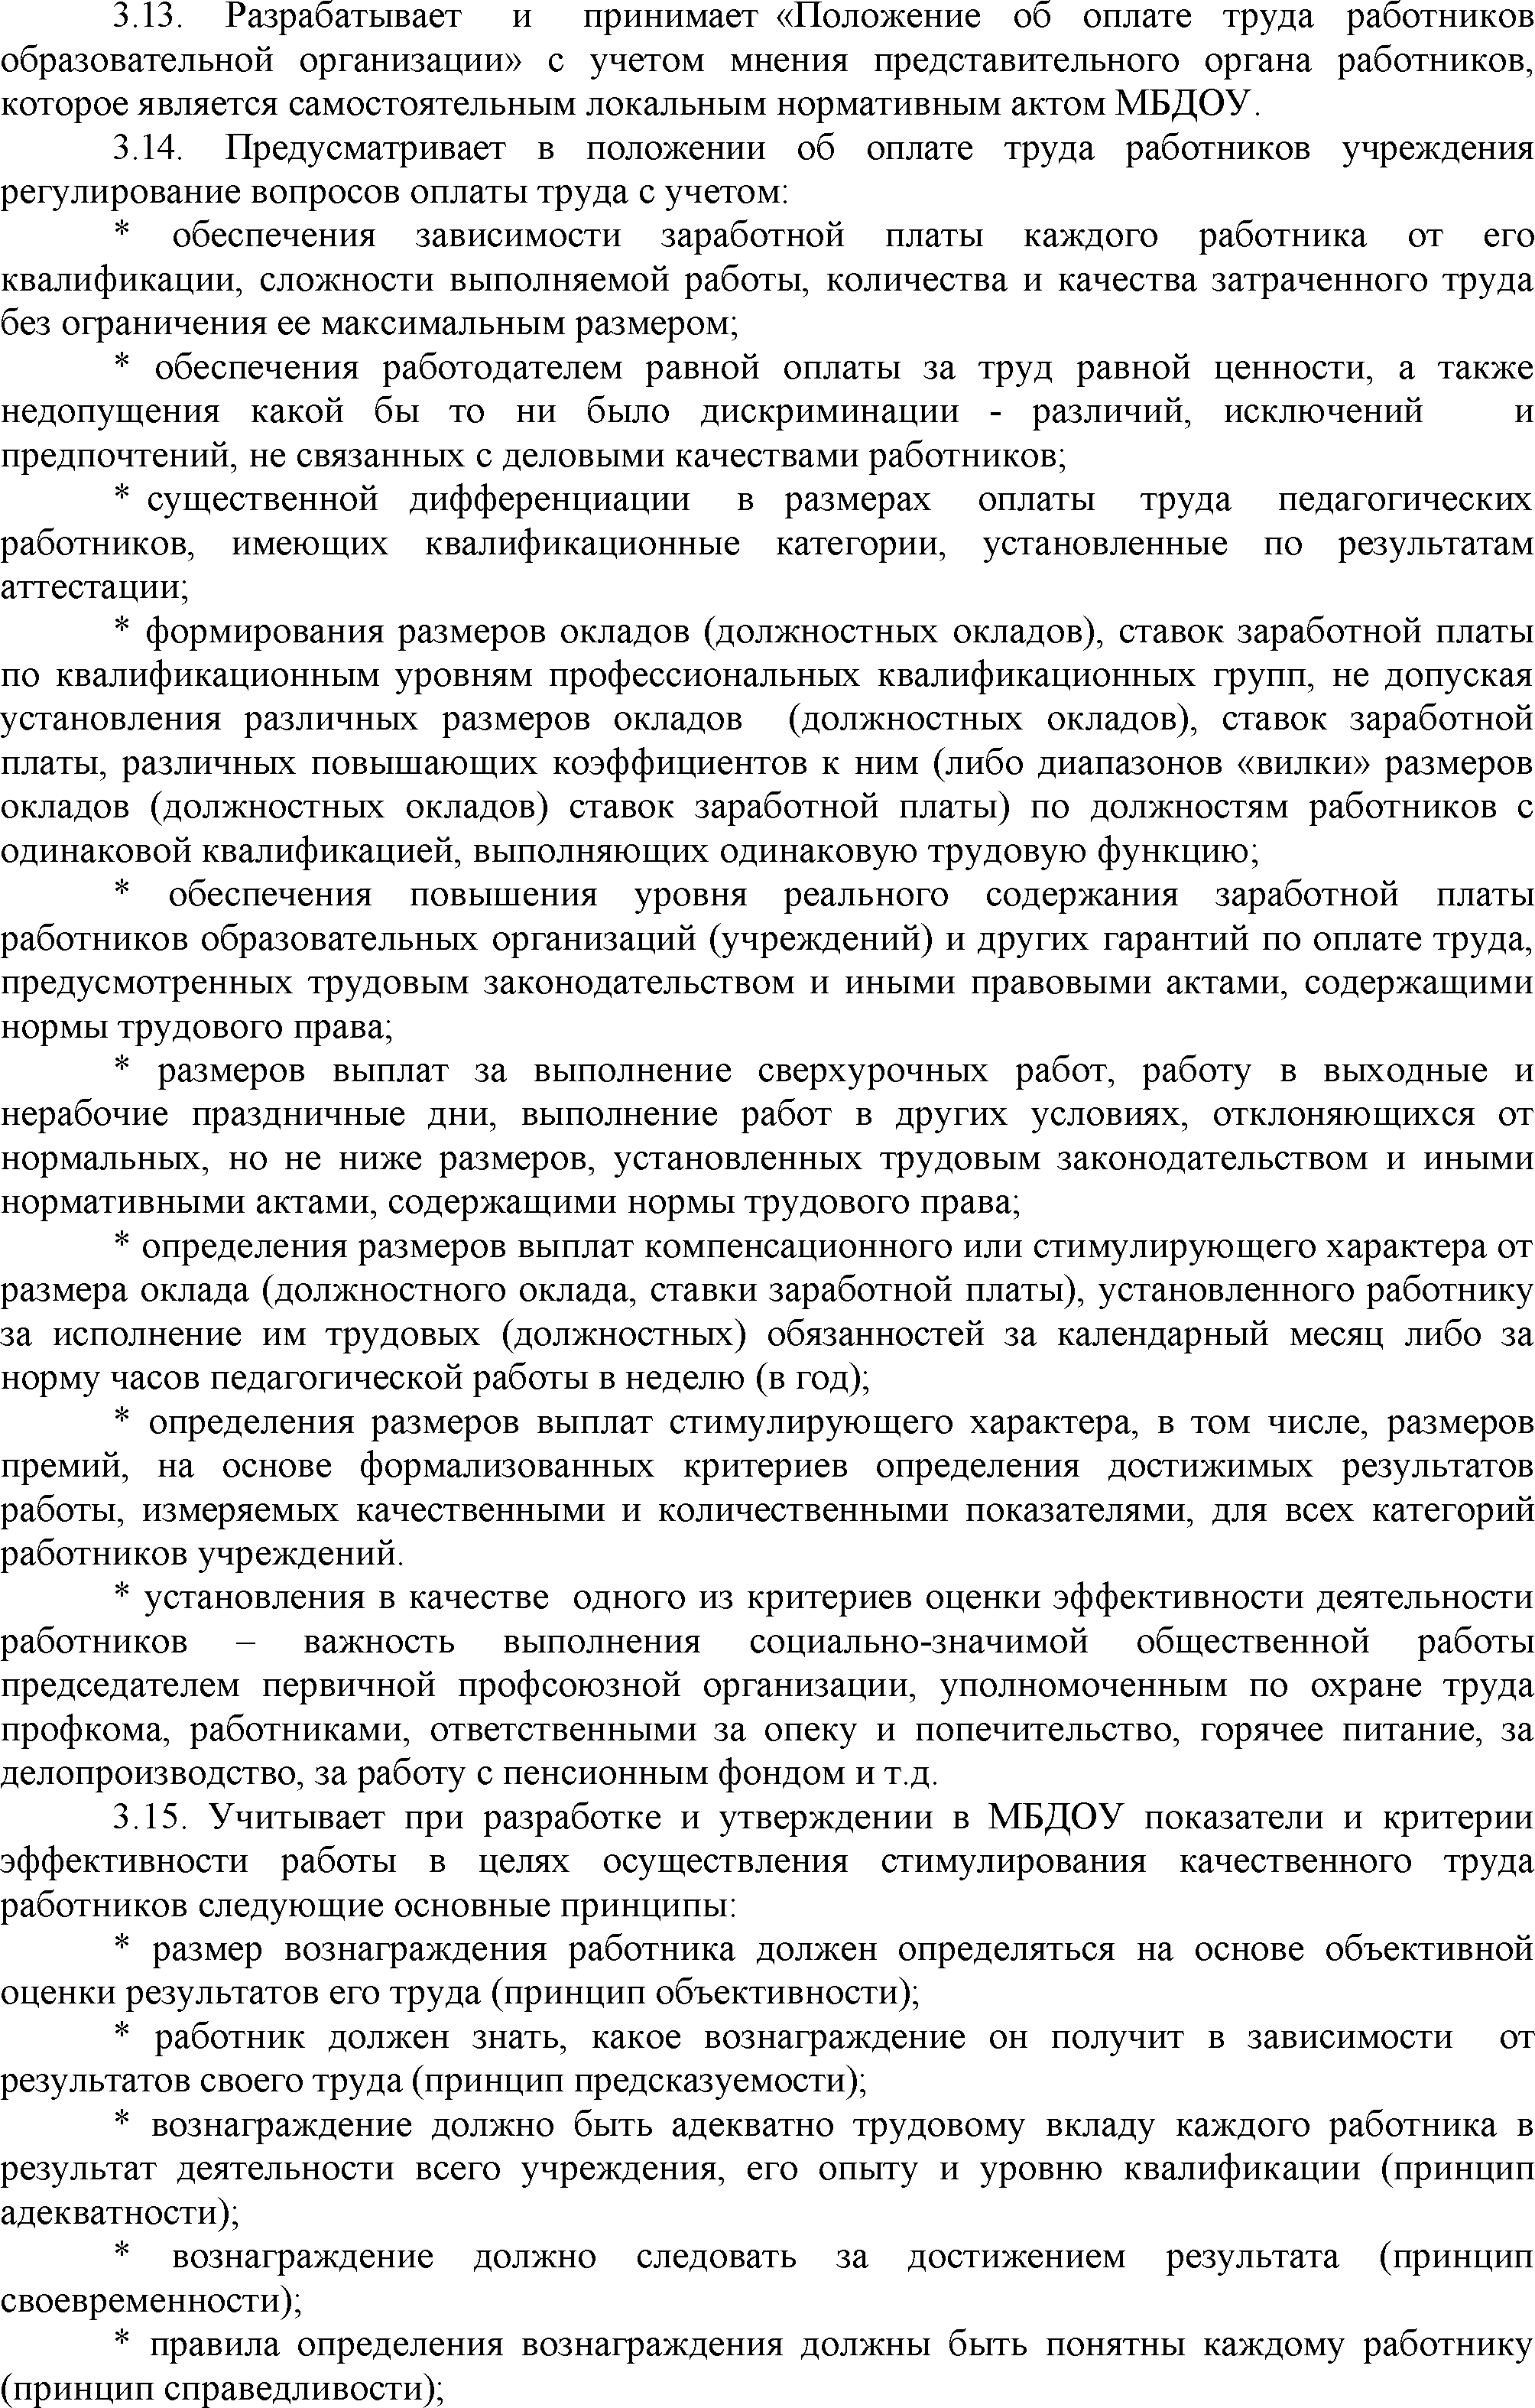 3.13. Разрабатывает и принимает «Положение об оплате труда работников
образовательной организации» с учетом мнения представительного органа работников,
которое является самостоятельным локальным нормативным актом МБДОУ.
3.14. Предусматривает в положении об оплате труда работников учреждения
регулирование вопросов оплаты труда с учетом:
* обеспечения зависимости заработной платы каждого работника от его
квалификации, сложности выполняемой работы, количества и качества затраченного труда
без ограничения ее максимальным размером;
* обеспечения работодателем равной оплаты за труд равной ценности, а также
недопущения какой бы то ни было дискриминации - различий, исключений и
предпочтений, не связанных с деловыми качествами работников;
* существенной дифференциации в размерах оплаты труда педагогических
работников, имеющих квалификационные категории, установленные по результатам
аттестации;
* формирования размеров окладов (должностных окладов), ставок заработной платы
по квалификационным уровням профессиональных квалификационных групп, не допуская
установления различных размеров окладов (должностных окладов), ставок заработной
платы, различных повышающих коэффициентов к ним (либо диапазонов «вилки» размеров
окладов (должностных окладов) ставок заработной платы) по должностям работников с
одинаковой квалификацией, выполняющих одинаковую трудовую функцию;
* обеспечения повышения уровня реального содержания заработной платы
работников образовательных организаций (учреждений) и других гарантий по оплате труда,
предусмотренных трудовым законодательством и иными правовыми актами, содержащими
нормы трудового права;
* размеров выплат за выполнение сверхурочных работ, работу в выходные и
нерабочие праздничные дни, выполнение работ в других условиях, отклоняющихся от
нормальных, но не ниже размеров, установленных трудовым законодательством и иными
нормативными актами, содержащими нормы трудового права;
* определения размеров выплат компенсационного или стимулирующего характера от
размера оклада (должностного оклада, ставки заработной платы), установленного работнику
за исполнение им трудовых (должностных) обязанностей за календарный месяц либо за
норму часов педагогической работы в неделю (в год);
* определения размеров выплат стимулирующего характера, в том числе, размеров
премий, на основе формализованных критериев определения достижимых результатов
работы, измеряемых качественными и количественными показателями, для всех категорий
работников учреждений.
* установления в качестве одного из критериев оценки эффективности деятельности
работников – важность выполнения социально-значимой общественной работы
председателем первичной профсоюзной организации, уполномоченным по охране труда
профкома, работниками, ответственными за опеку и попечительство, горячее питание, за
делопроизводство, за работу с пенсионным фондом и т.д.
3.15. Учитывает при разработке и утверждении в МБДОУ показатели и критерии
эффективности работы в целях осуществления стимулирования качественного труда
работников следующие основные принципы:
* размер вознаграждения работника должен определяться на основе объективной
оценки результатов его труда (принцип объективности);
* работник должен знать, какое вознаграждение он получит в зависимости от
результатов своего труда (принцип предсказуемости);
* вознаграждение должно быть адекватно трудовому вкладу каждого работника в
результат деятельности всего учреждения, его опыту и уровню квалификации (принцип
адекватности);
* вознаграждение должно следовать за достижением результата (принцип
своевременности);
* правила определения вознаграждения должны быть понятны каждому работнику
(принцип справедливости);